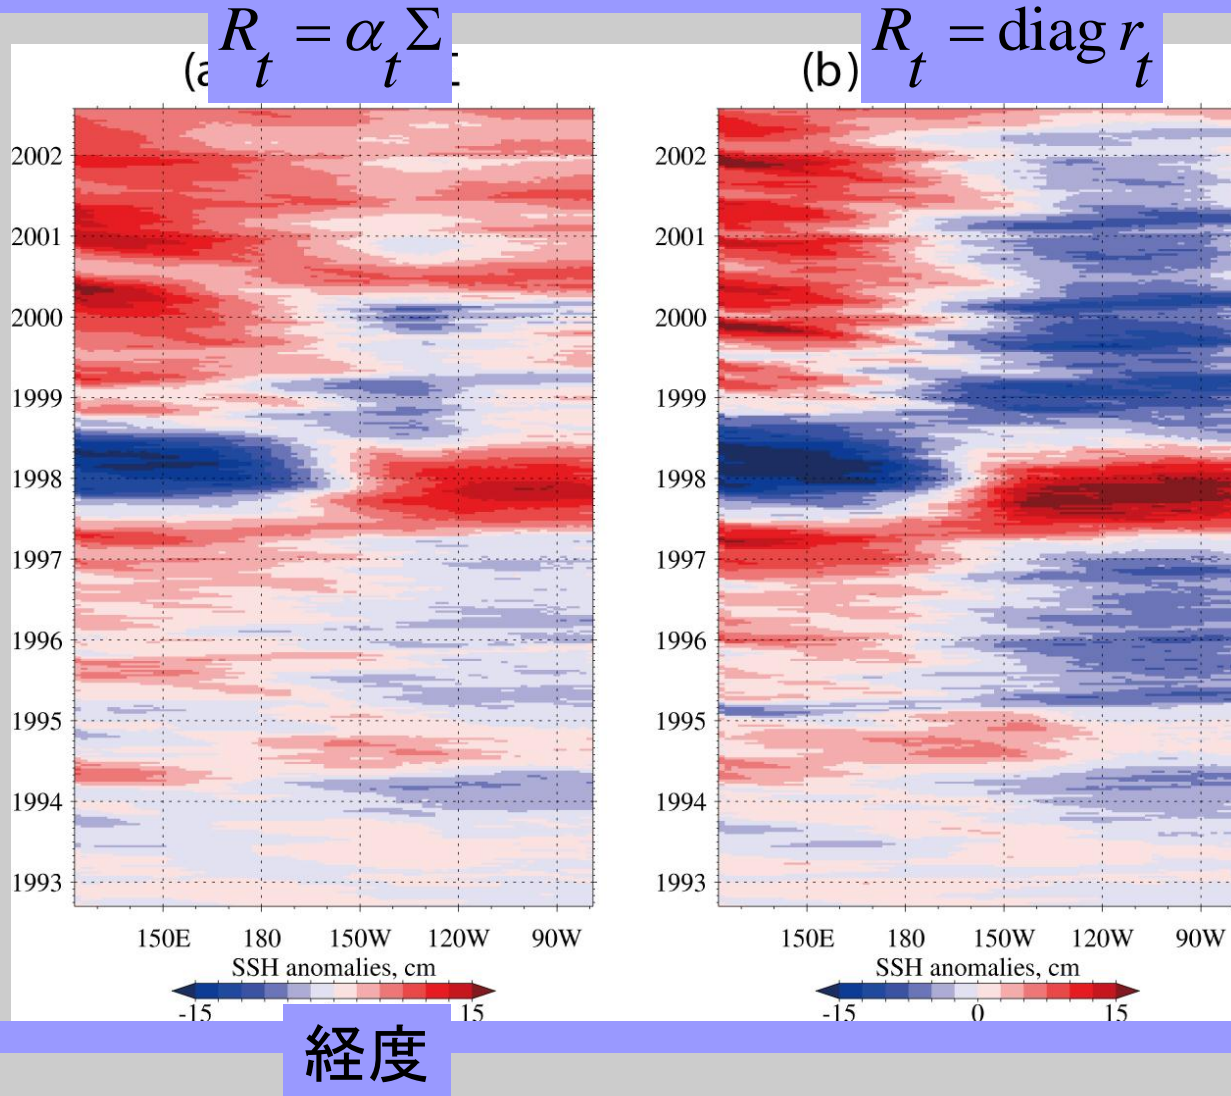 R_t = α_t Σ
R_t = diag r_t
(a
(b)
2002
2001
2000
1999
1998
1997
1996
1995
1994
1993
150E 180 150W 120W 90W
SSH anomalies, cm
-15 15
2002
2001
2000
1999
1998
1997
1996
1995
1994
1993
150E 180 150W 120W 90W
SSH anomalies, cm
-15 0 15
経度